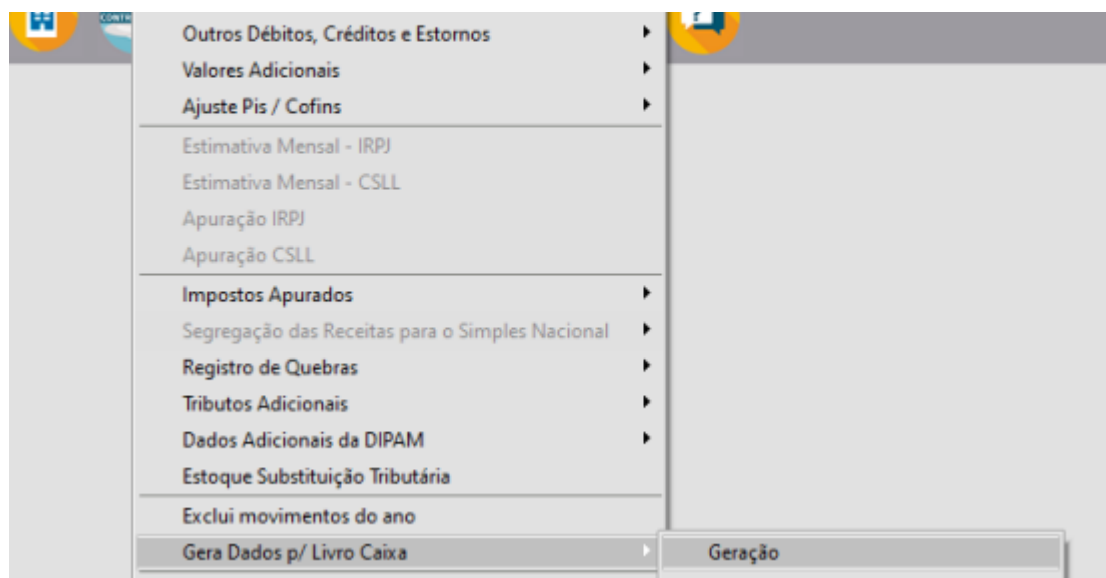 CONTR
Outros Débitos, Créditos e Estornos
Valores Adicionais
Ajuste Pis / Cofins
Estimativa Mensal - IRPJ
Estimativa Mensal - CSLL
Apuração IRPJ
Apuração CSLL
Impostos Apurados
Segregação das Receitas para o Simples Nacional
Registro de Quebras
Tributos Adicionais
Dados Adicionais da DIPAM
Estoque Substituição Tributária
Exclui movimentos do ano
Gera Dados p/ Livro Caixa
Geração